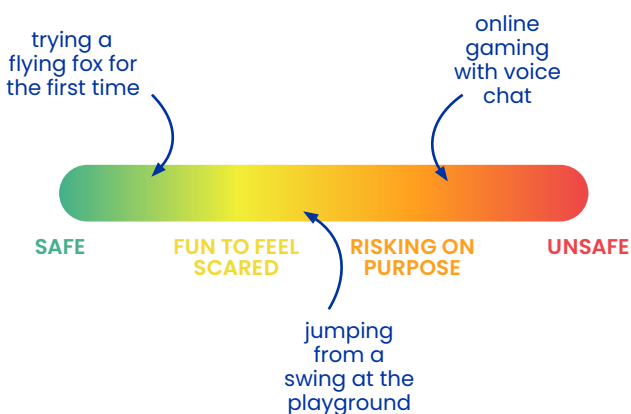 trying a
flying fox for
the first time
online
gaming
with voice
chat
SAFE
FUN TO FEEL
SCARED
RISKING ON
PURPOSE
UNSAFE
jumping
from a
swing at the
playground